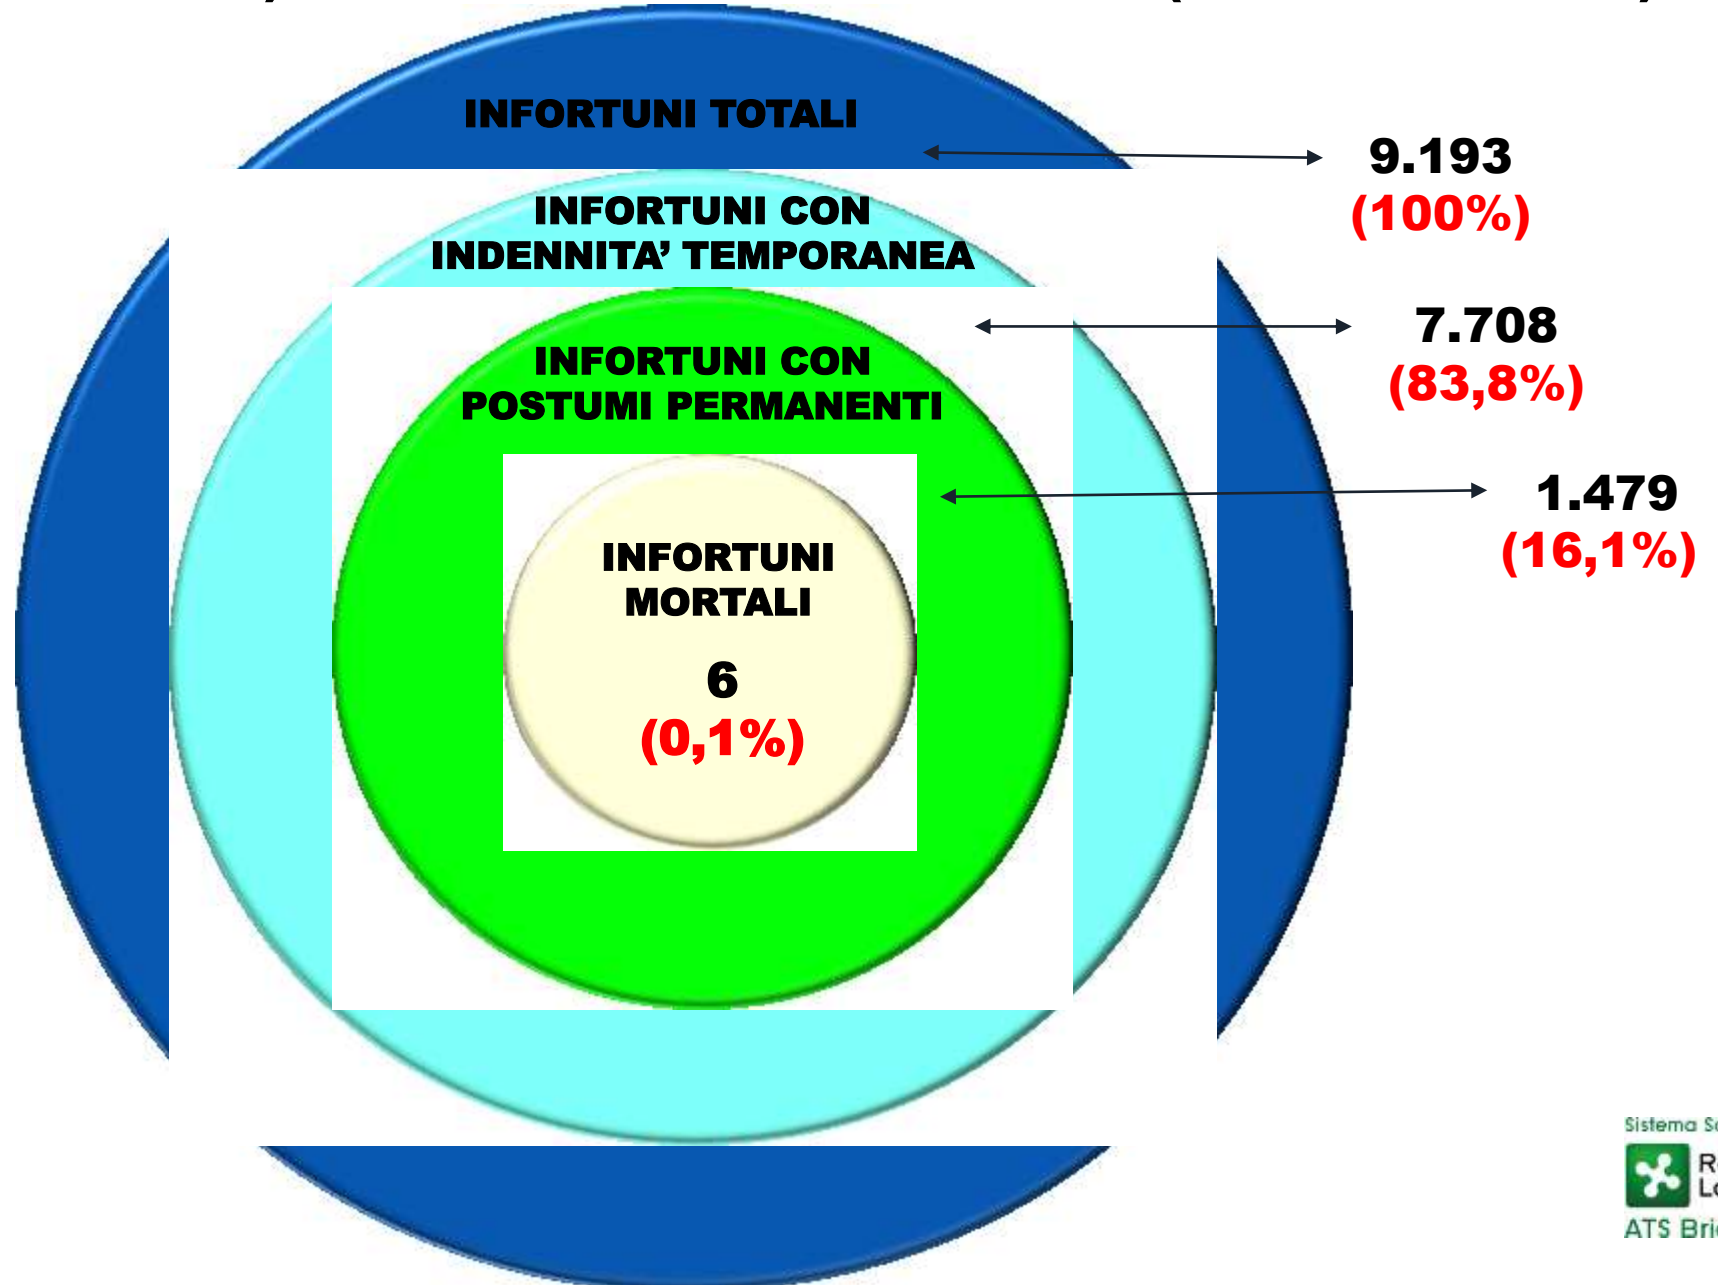 INFORTUNI TOTALI
9.193
(100%)
INFORTUNI CON
INDENNITA’ TEMPORANEA
7.708
(83,8%)
INFORTUNI CON
POSTUMI PERMANENTI
1.479
(16,1%)
INFORTUNI
MORTALI
6
(0,1%)
Sistema
ATS